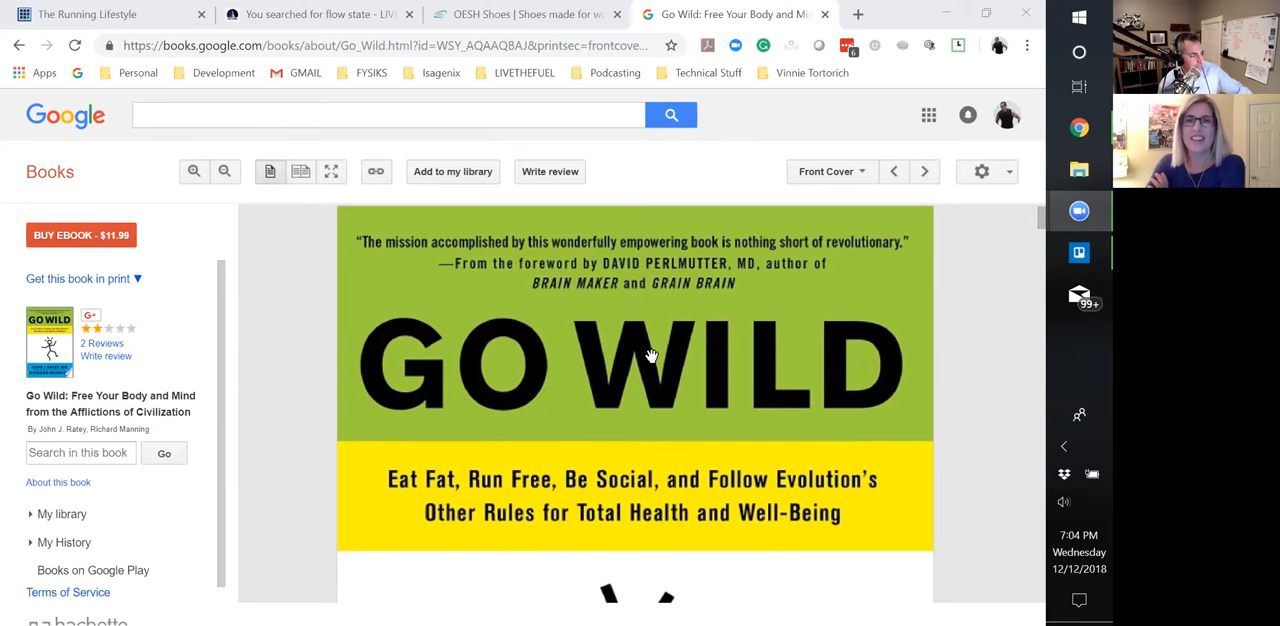 The Running Lifestyle
You searched for flow state - LIV
OESH Shoes | Shoes made for w
Go Wild: Free Your Body and Min
https://books.google.com/books/about/Go_Wild.html?id=WSY_AQAAQBAJ&printsec=frontcove...
6
Apps
Personal
Development
GMAIL
FYSIKS
Isagenix
LIVETHEFUEL
Podcasting
Technical Stuff
Vinnie Tortorich
Google
Books
Add to my library
Write review
Front Cover
BUY EBOOK - $11.99
Get this book in print ▼
GO WILD
G+
2 Reviews
Write review
Go Wild: Free Your Body and Mind
from the Afflictions of Civilization
By John J. Ratey, Richard Manning
Search in this book
Go
About this book
My library
My History
Books on Google Play
Terms of Service
hachette
“The mission accomplished by this wonderfully empowering book is nothing short of revolutionary.”
—From the foreword by DAVID PERLMUTTER, MD, author of
BRAIN MAKER and GRAIN BRAIN
GO WILD
Eat Fat, Run Free, Be Social, and Follow Evolution's
Other Rules for Total Health and Well-Being
99+
7:04 PM
Wednesday
12/12/2018